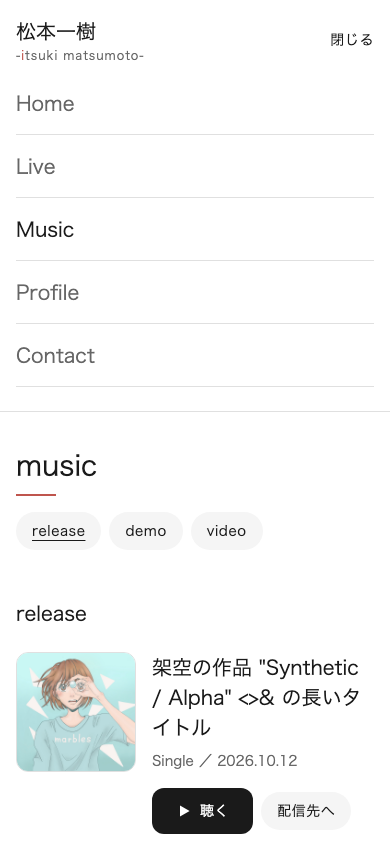 松本一樹
閉じる
-itsuki matsumoto-
Home
Live
Music
Profile
Contact
music
release
demo
video
release
marbles
架空の作品 "Synthetic
/ Alpha" <>& の長いタ
イトル
Single ／ 2026.10.12
▶ 聴く
配信先へ